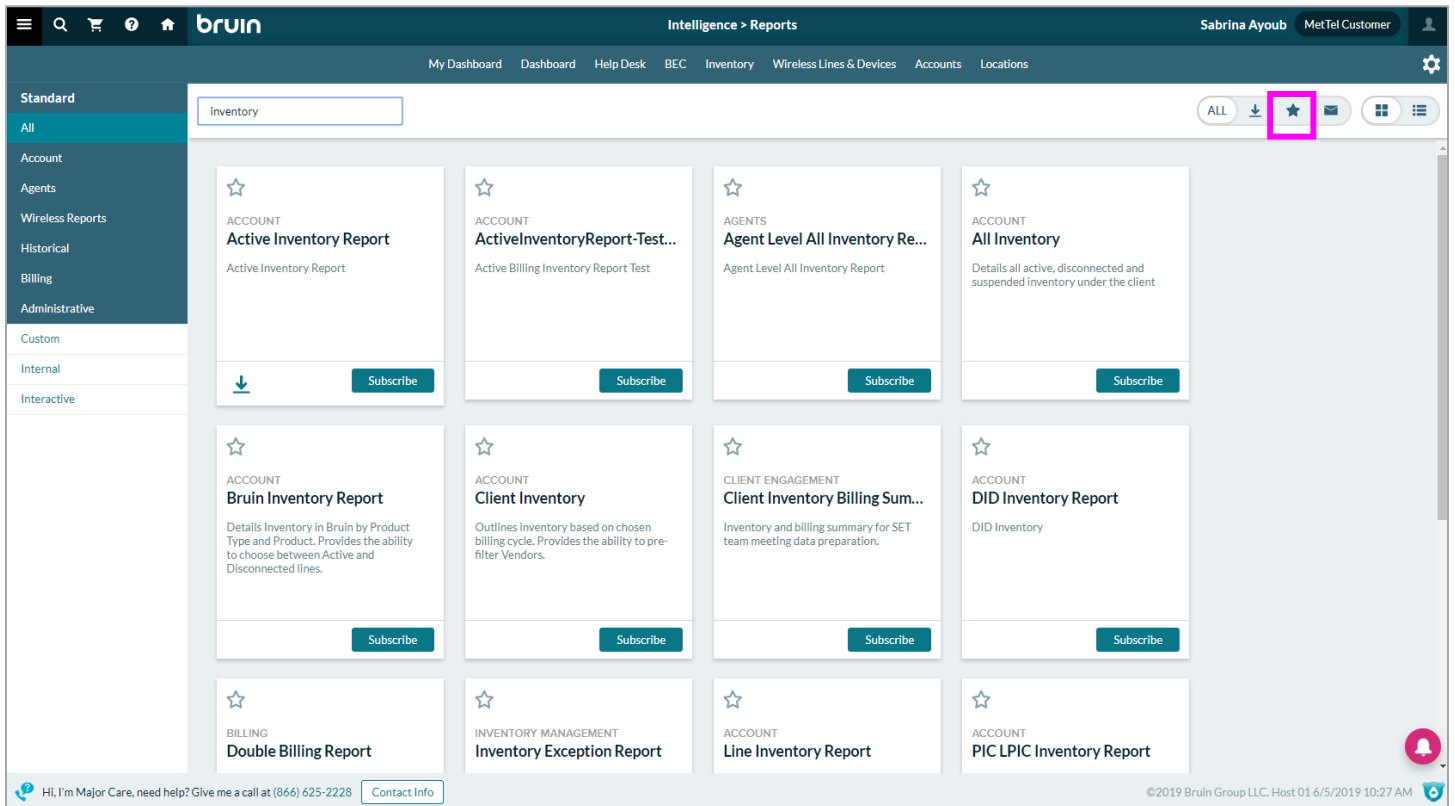 bruin
Intelligence > Reports
Sabrina Ayoub
MetTel Customer
My Dashboard Dashboard Help Desk BEC Inventory Wireless Lines & Devices Accounts Locations
Standard
All
Account
Agents
Wireless Reports
Historical
Billing
Administrative
Custom
Internal
Interactive
inventory
ALL
ACCOUNT
Active Inventory Report
Active Inventory Report
Subscribe
ACCOUNT
ActiveInventoryReport-Test...
Active Billing Inventory Report Test
Subscribe
AGENTS
Agent Level All Inventory Re...
Agent Level All Inventory Report
Subscribe
ACCOUNT
All Inventory
Details all active, disconnected and
suspended inventory under the client
Subscribe
ACCOUNT
Bruin Inventory Report
Details Inventory in Bruin by Product
Type and Product. Provides the ability
to choose between Active and
Disconnected lines.
Subscribe
ACCOUNT
Client Inventory
Outlines inventory based on chosen
billing cycle. Provides the ability to pre-
filter Vendors.
Subscribe
CLIENT ENGAGEMENT
Client Inventory Billing Sum...
Inventory and billing summary for SET
team meeting data preparation.
Subscribe
ACCOUNT
DID Inventory Report
DID Inventory
Subscribe
BILLING
Double Billing Report
INVENTORY MANAGEMENT
Inventory Exception Report
ACCOUNT
Line Inventory Report
ACCOUNT
PIC LPIC Inventory Report
Hi, I'm Major Care, need help? Give me a call at (866) 625-2228
Contact Info
©2019 Bruin Group LLC. Host 01 6/5/2019 10:27 AM